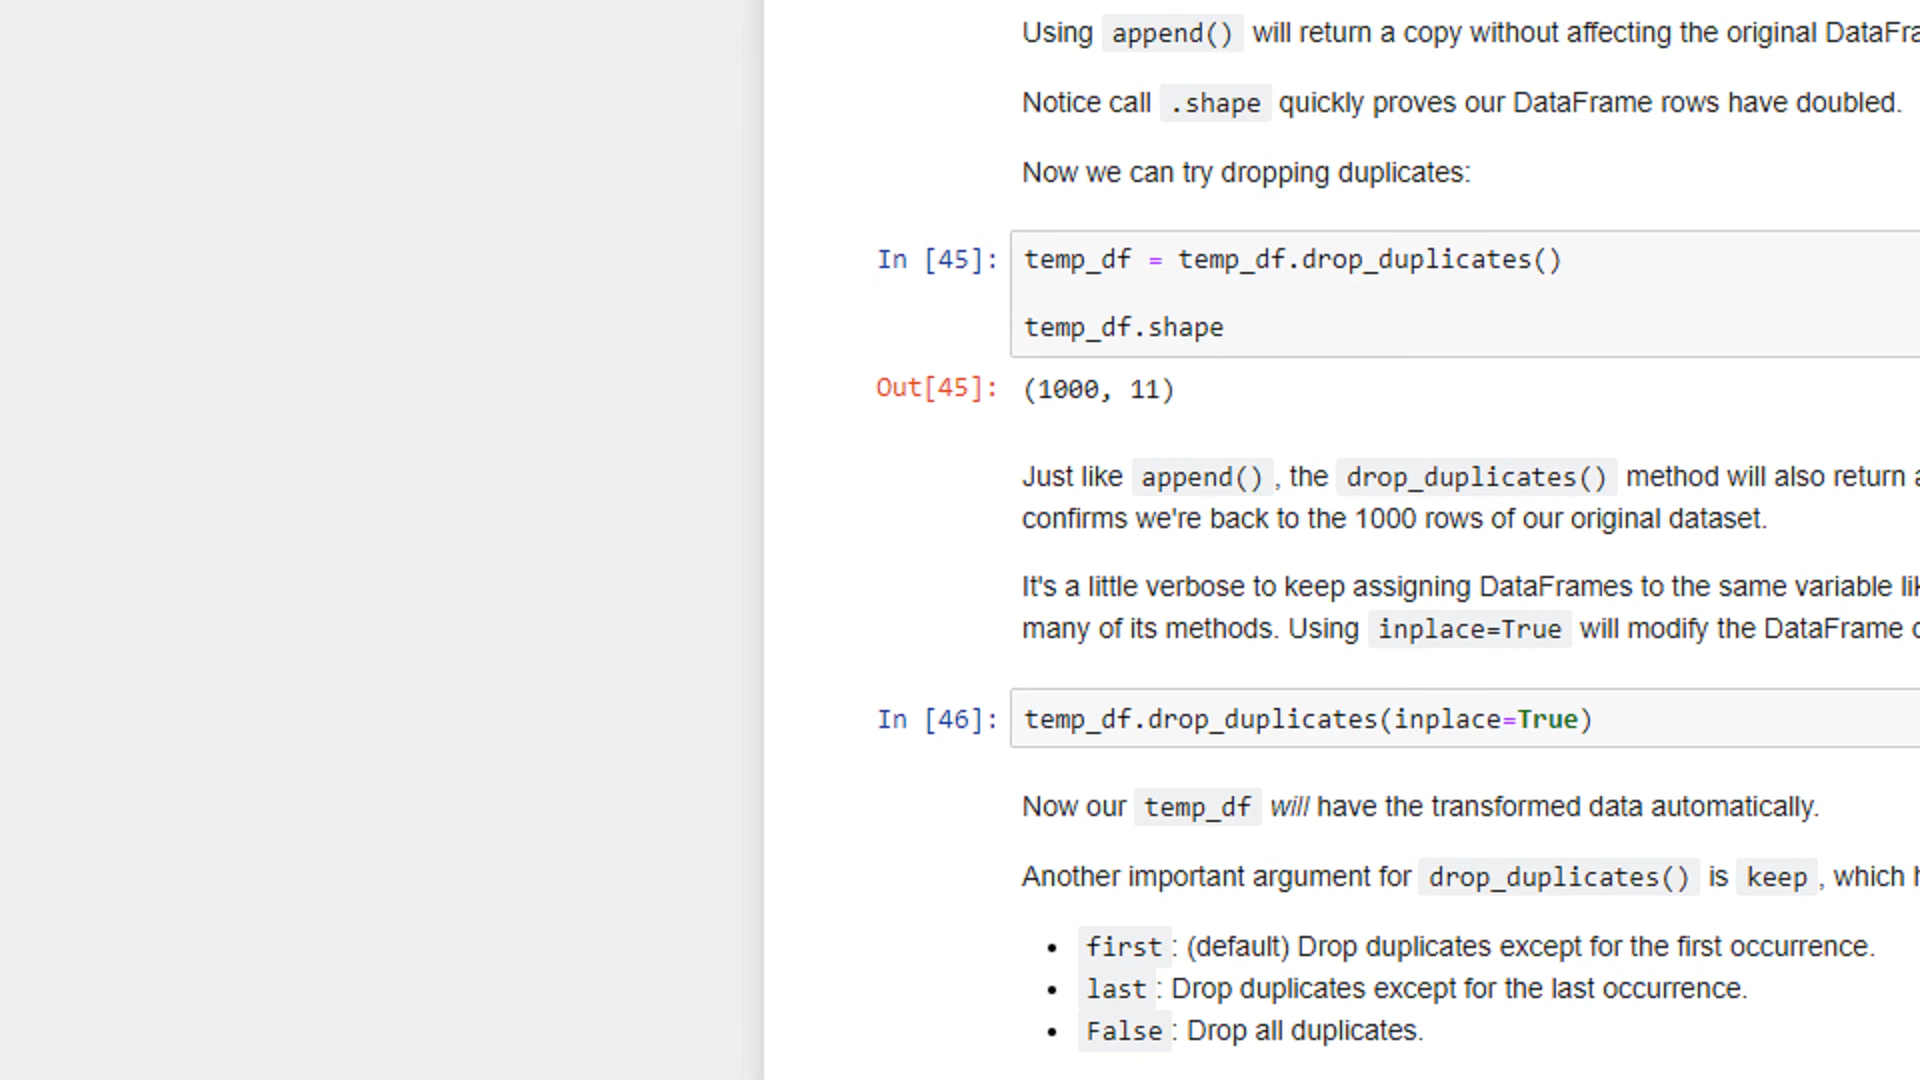 Using append() will return a copy without affecting the original
Notice call .shape quickly proves our DataFrame rows have doubled.
Now we can try dropping duplicates:
In [45]: temp_df = temp_df.drop_duplicates()
temp_df.shape
Out[45]: (1000, 11)
Just like append(), the drop_duplicates() method will also return
confirms we're back to the 1000 rows of our original dataset.
It's a little verbose to keep assigning DataFrames to the same variable
many of its methods. Using inplace=True will modify the DataFrame
In [46]: temp_df.drop_duplicates(inplace=True)
Now our temp_df will have the transformed data automatically.
Another important argument for drop_duplicates() is keep, which
• first: (default) Drop duplicates except for the first occurrence.
• last: Drop duplicates except for the last occurrence.
• False: Drop all duplicates.